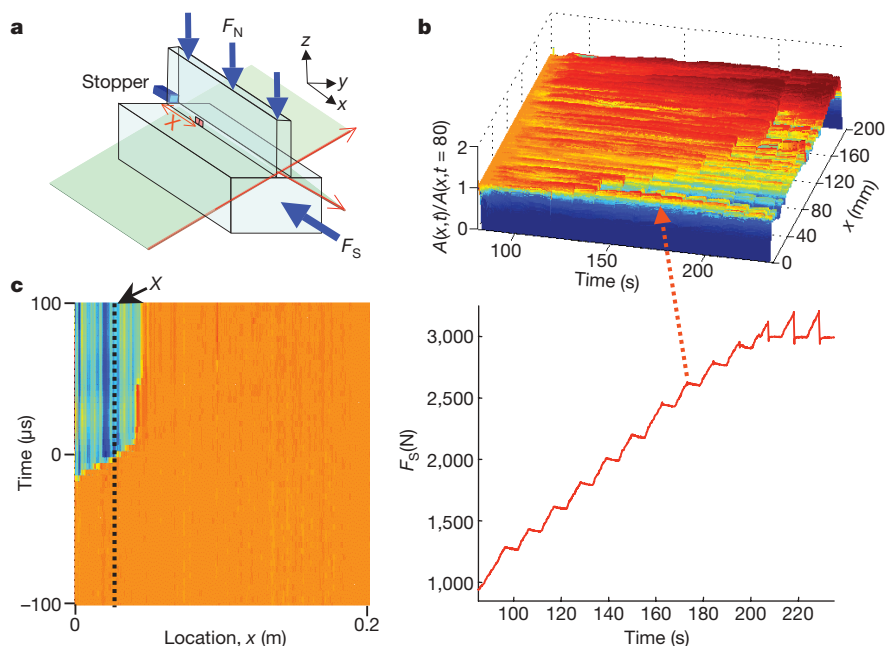 a
F_N
z
y
x
Stopper
X
F_S
b
A(x,t)/A(x,t = 80)
2
1
0
100
150
200
Time (s)
200
160
120
80
40
0
x (mm)
c
X
Time (μs)
100
0
–100
0
0.2
Location, x (m)
F_S(N)
3,000
2,500
2,000
1,500
1,000
100 120 140 160 180 200 220
Time (s)